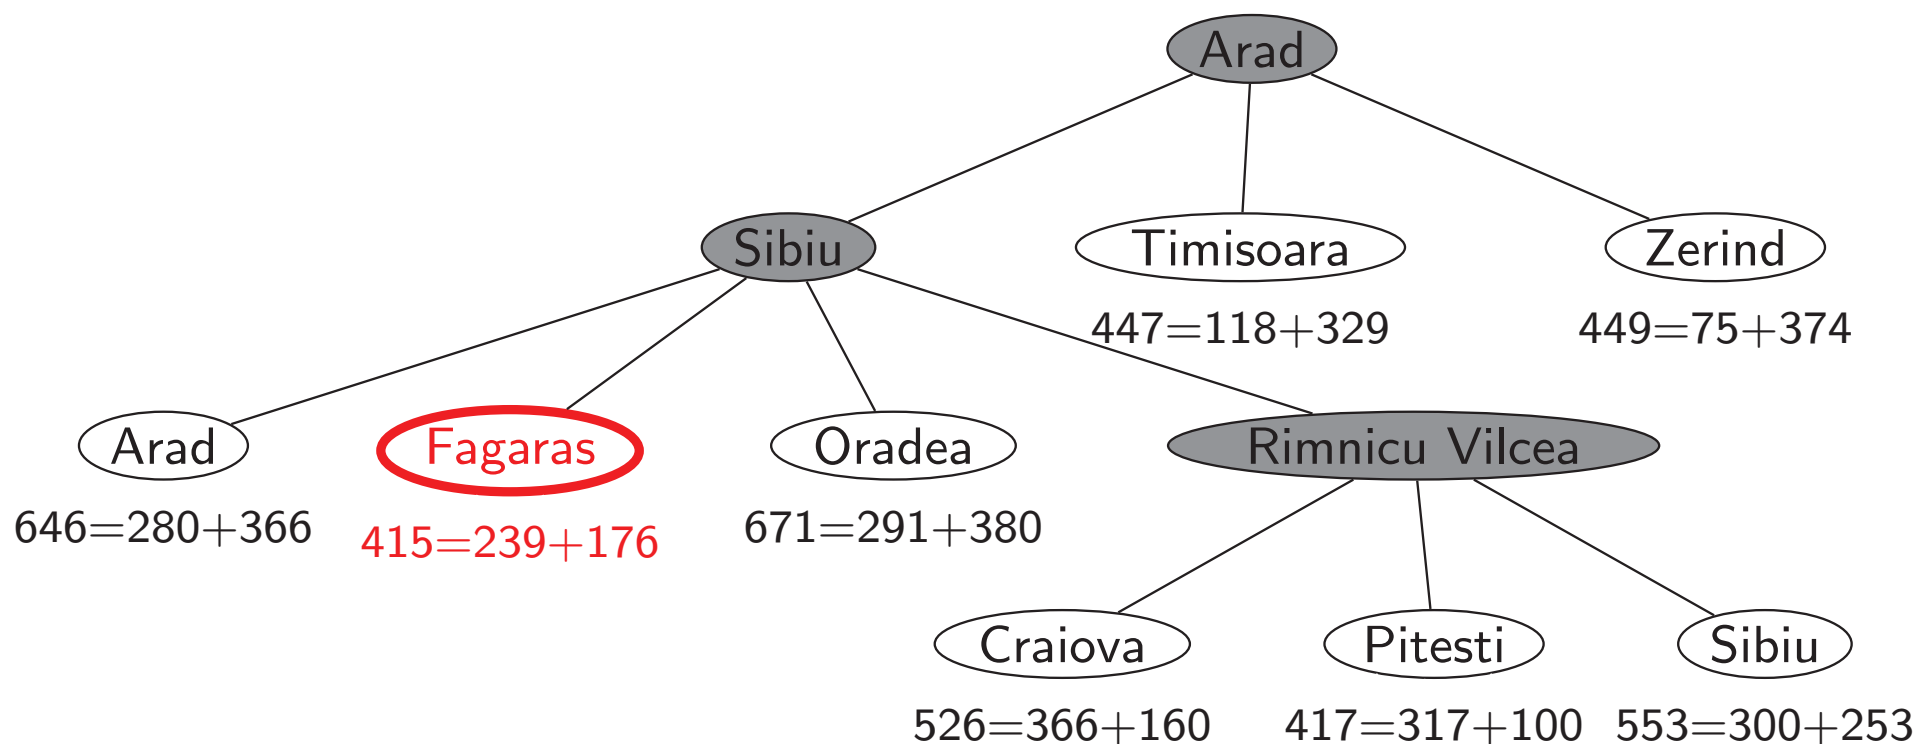 Arad
Sibiu
Timisoara
Zerind
447=118+329
449=75+374
Arad
Fagaras
Oradea
Rimnicu Vilcea
646=280+366
415=239+176
671=291+380
Craiova
Pitesti
Sibiu
526=366+160
417=317+100
553=300+253